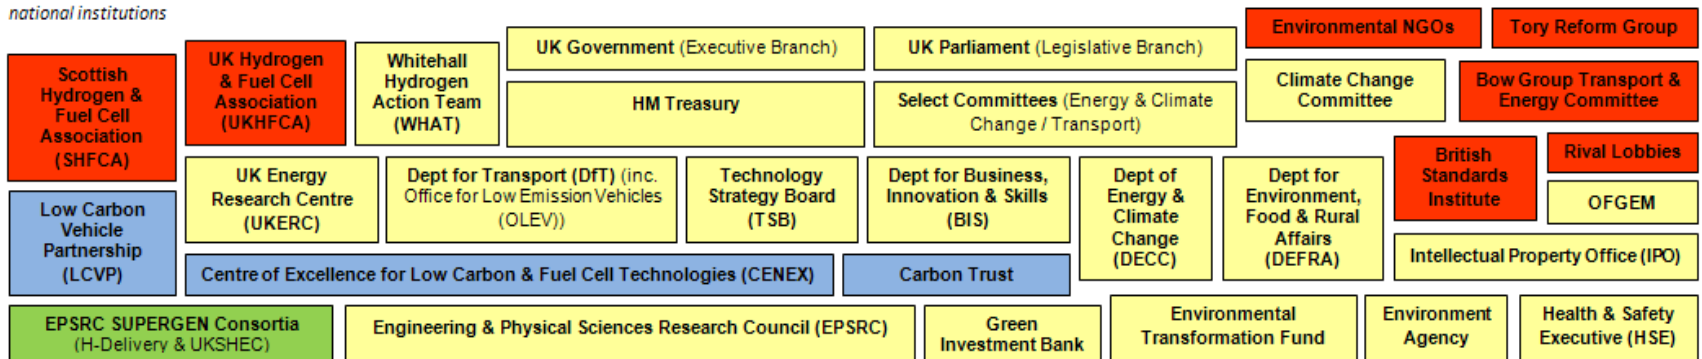 national institutions
Scottish
Hydrogen &
Fuel Cell
Association
(SHFCA)
UK Hydrogen
& Fuel Cell
Association
(UKHFCA)
Whitehall
Hydrogen
Action Team
(WHAT)
UK Government (Executive Branch)
UK Parliament (Legislative Branch)
Environmental NGOs
Tory Reform Group
HM Treasury
Select Committees (Energy & Climate
Change / Transport)
Climate Change
Committee
Bow Group Transport &
Energy Committee
UK Energy
Research Centre
(UKERC)
Dept for Transport (DfT) (inc.
Office for Low Emission Vehicles
(OLEV))
Technology
Strategy Board
(TSB)
Dept for Business,
Innovation & Skills
(BIS)
Dept of
Energy &
Climate
Change
(DECC)
Dept for
Environment,
Food & Rural
Affairs
(DEFRA)
British
Standards
Institute
Rival Lobbies
OFGEM
Low Carbon
Vehicle
Partnership
(LCVP)
Centre of Excellence for Low Carbon & Fuel Cell Technologies (CENEX)
Carbon Trust
Intellectual Property Office (IPO)
EPSRC SUPERGEN Consortia
(H-Delivery & UKSHEC)
Engineering & Physical Sciences Research Council (EPSRC)
Green
Investment Bank
Environmental
Transformation Fund
Environment
Agency
Health & Safety
Executive (HSE)